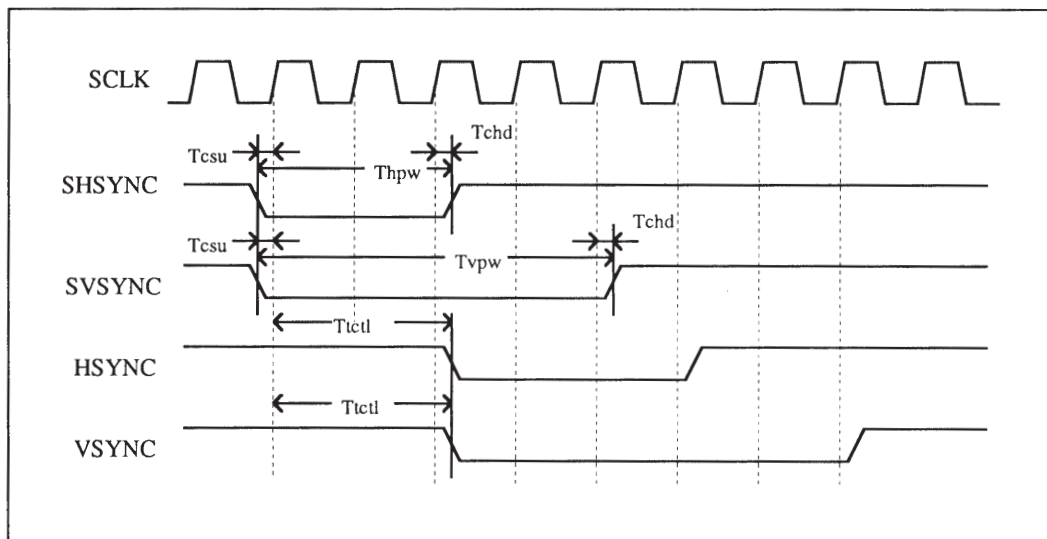 SCLK
Tchd
Tcsu
Thpw
SHSYNC
Tchd
Tcsu
Tvpw
SVSYNC
Ttctl
HSYNC
Ttctl
VSYNC